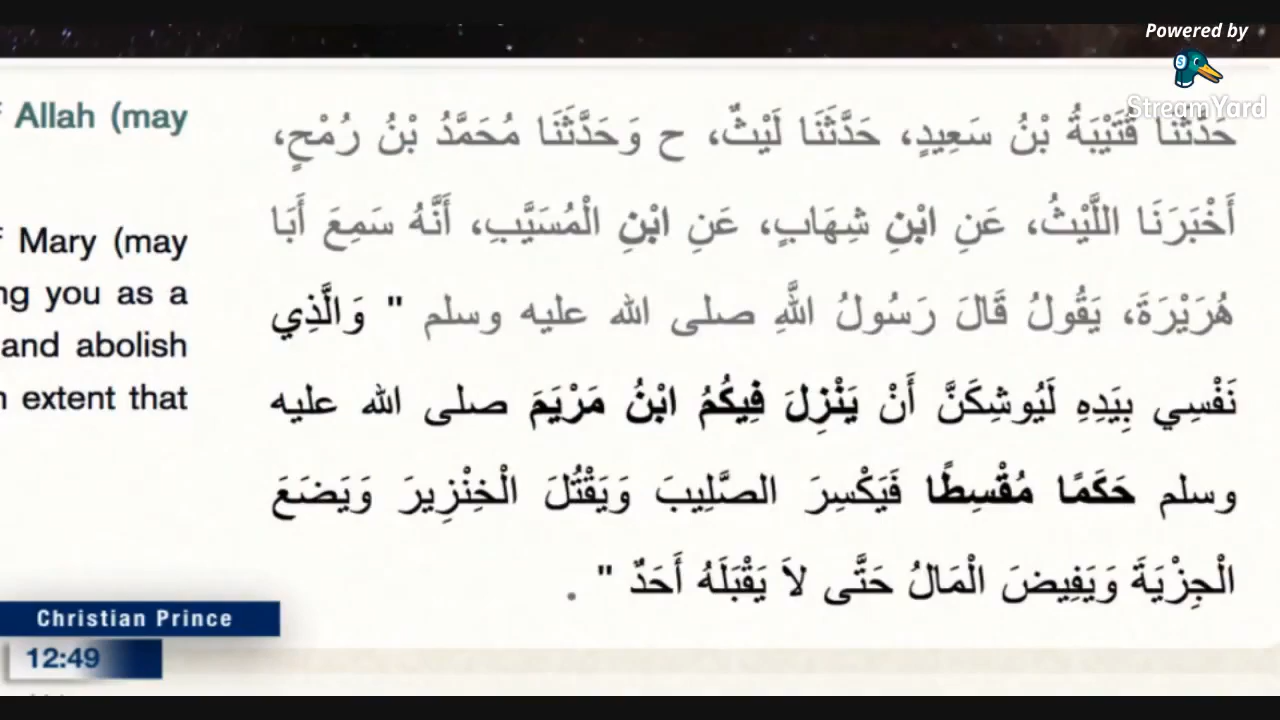 Powered by
StreamYard
f Allah (may
f Mary (may
ng you as a
and abolish
n extent that
حَدَّثَنَا قُتَيْبَةُ بْنُ سَعِيدٍ، حَدَّثَنَا لَيْثٌ، ح وَحَدَّثَنَا مُحَمَّدُ بْنُ رُمْحٍ،
أَخْبَرَنَا اللَّيْثُ، عَنِ ابْنِ شِهَابٍ، عَنِ ابْنِ الْمُسَيَّبِ، أَنَّهُ سَمِعَ أَبَا
هُرَيْرَةَ، يَقُولُ قَالَ رَسُولُ اللَّهِ صلى الله عليه وسلم " وَالَّذِي
نَفْسِي بِيَدِهِ لَيُوشِكَنَّ أَنْ يَنْزِلَ فِيكُمُ ابْنُ مَرْيَمَ صلى الله عليه
وسلم حَكَمًا مُقْسِطًا فَيَكْسِرَ الصَّلِيبَ وَيَقْتُلَ الْخِنْزِيرَ وَيَضَعَ
الْجِزْيَةَ وَيَفِيضَ الْمَالُ حَتَّى لاَ يَقْبَلَهُ أَحَدٌ " .
Christian Prince
12:49